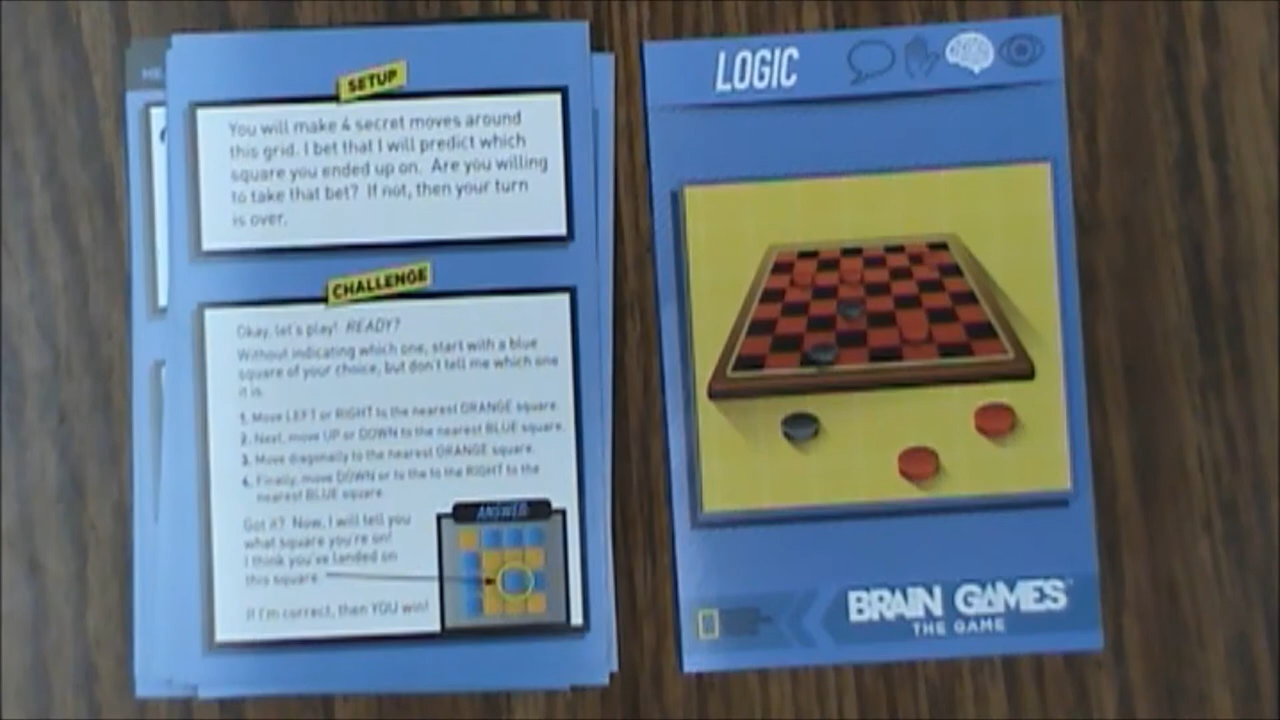 SETUP
You will make 4 secret moves around
this grid. I bet that I will predict which
square you ended up on. Are you willing
to take that bet? If not, then your turn
is over.
CHALLENGE
Okay, let's play! READY?
Without indicating which one, start with a blue
square of your choice, but don't tell me which one
it is.
1. Move LEFT or RIGHT to the nearest ORANGE square.
2. Next, move UP or DOWN to the nearest BLUE square.
3. Move diagonally to the nearest ORANGE square.
4. Finally, move DOWN or to the to the RIGHT to the
nearest BLUE square.
Got it? Now, I will tell you
what square you're on!
I think you've landed on
this square.
If I'm correct, then YOU win!
ANSWER
LOGIC
BRAIN GAMES
THE GAME